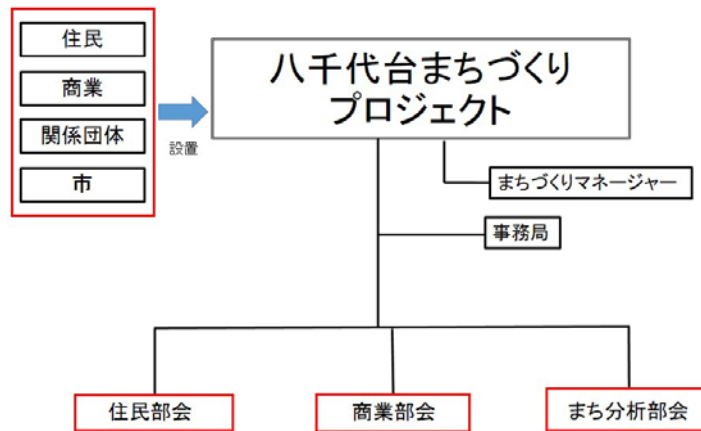 住民
商業
関係団体
市
設置
八千代台まちづくり
プロジェクト
まちづくりマネージャー
事務局
住民部会
商業部会
まち分析部会